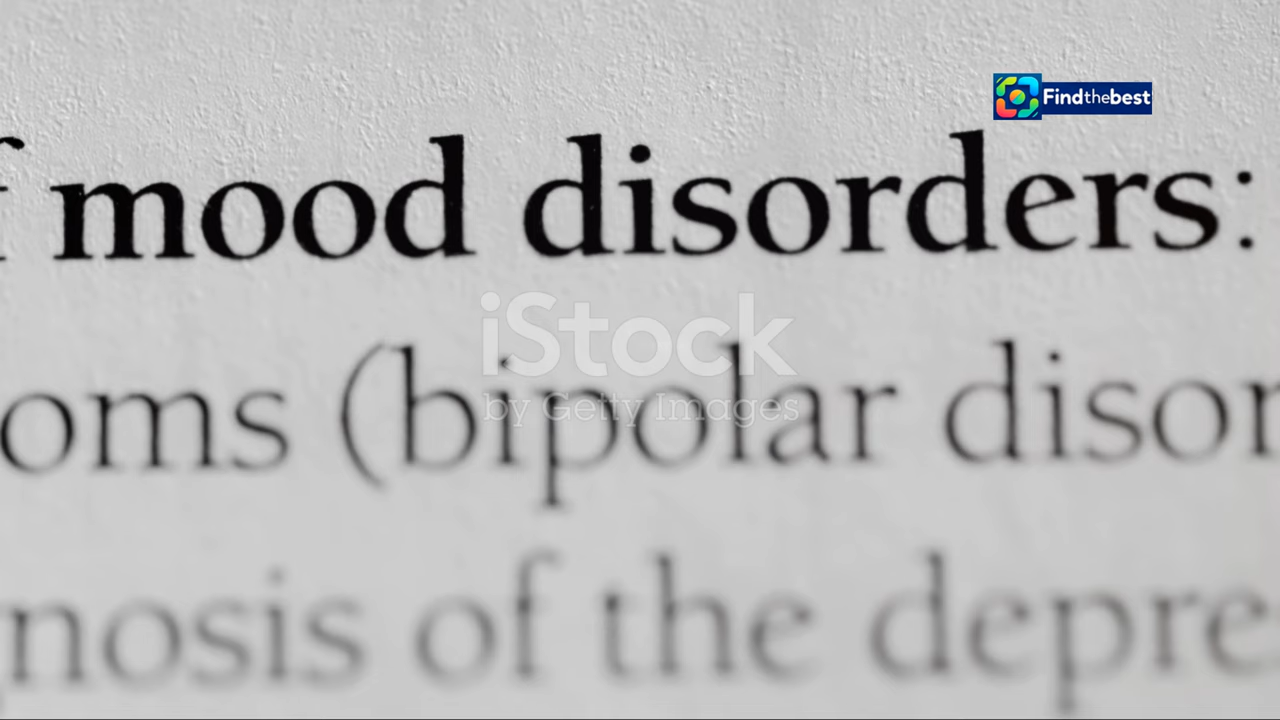 Findthebest
f mood disorders:
iStock
by Getty Images
oms (bipolar disor
nosis of the depre